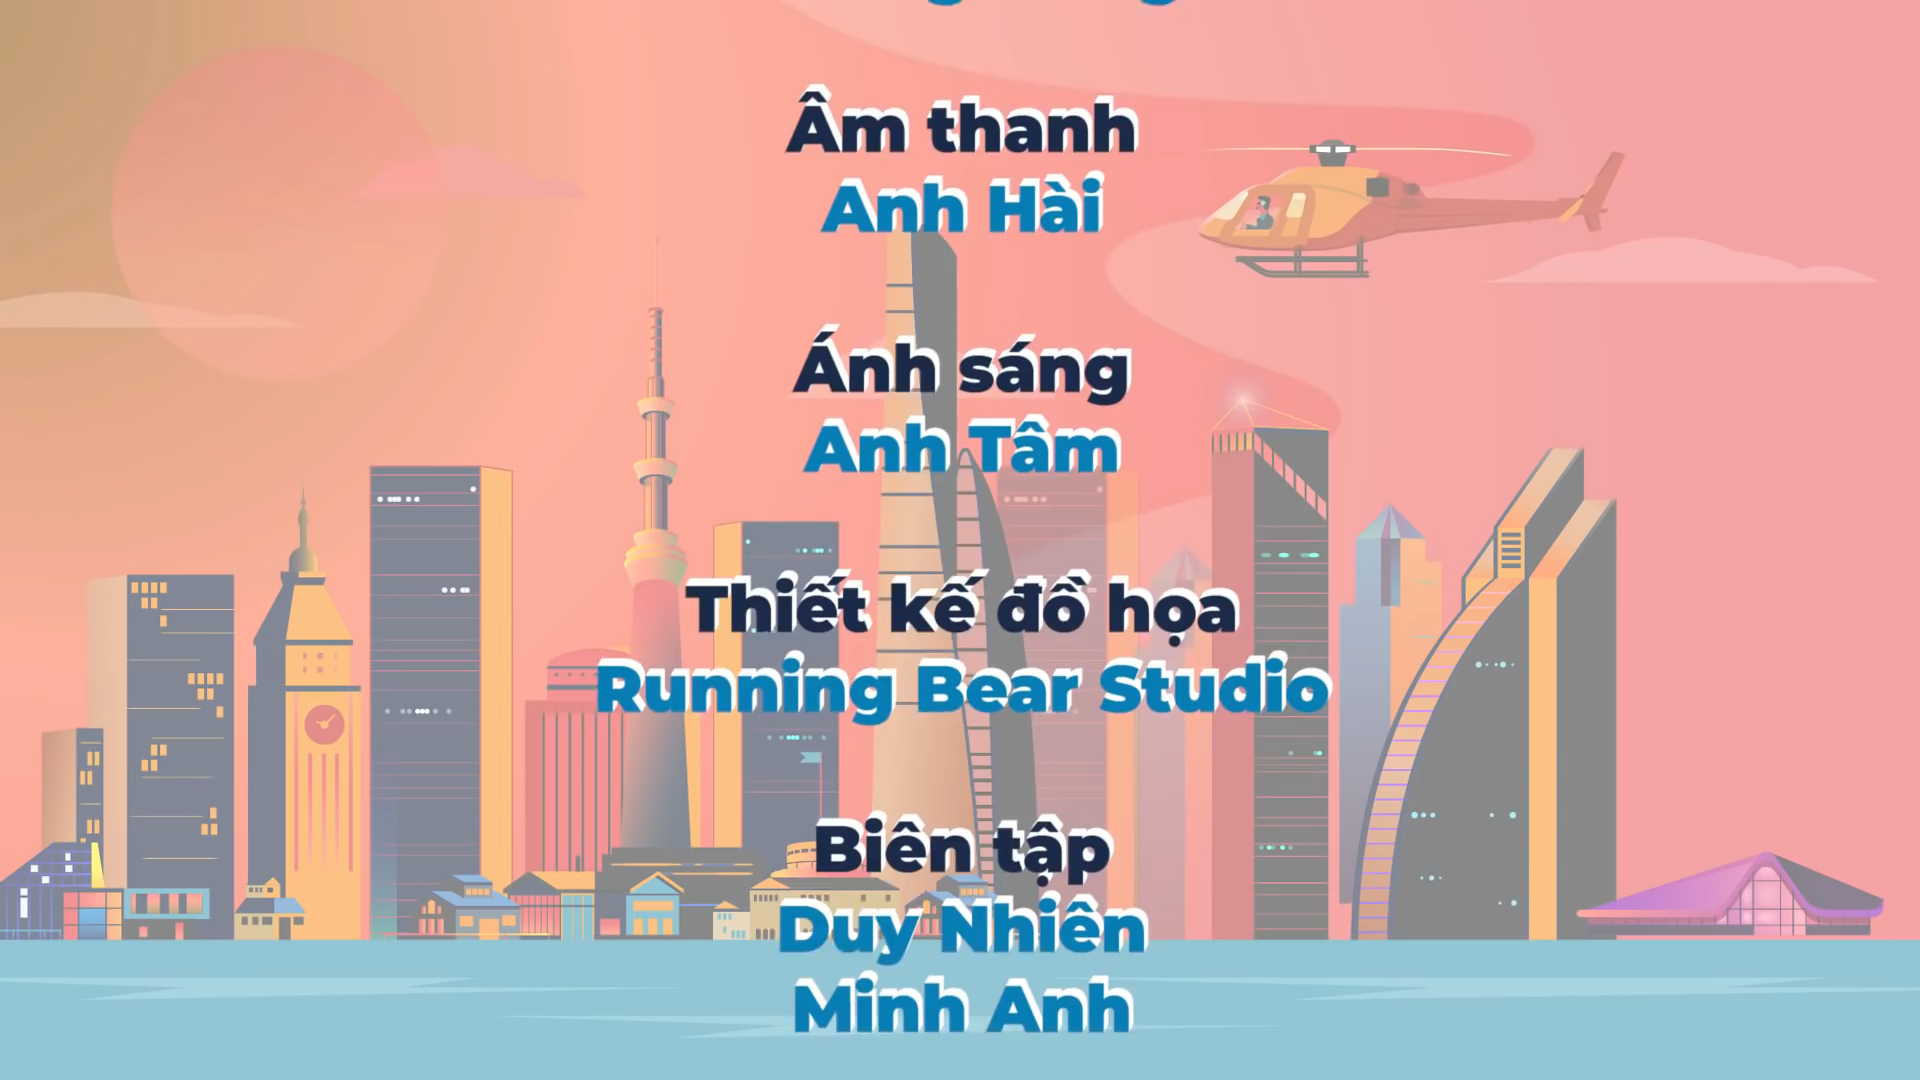 Âm thanh
Anh Hài
Ánh sáng
Anh Tâm
Thiết kế đồ họa
Running Bear Studio
Biên tập
Duy Nhiên
Minh Anh